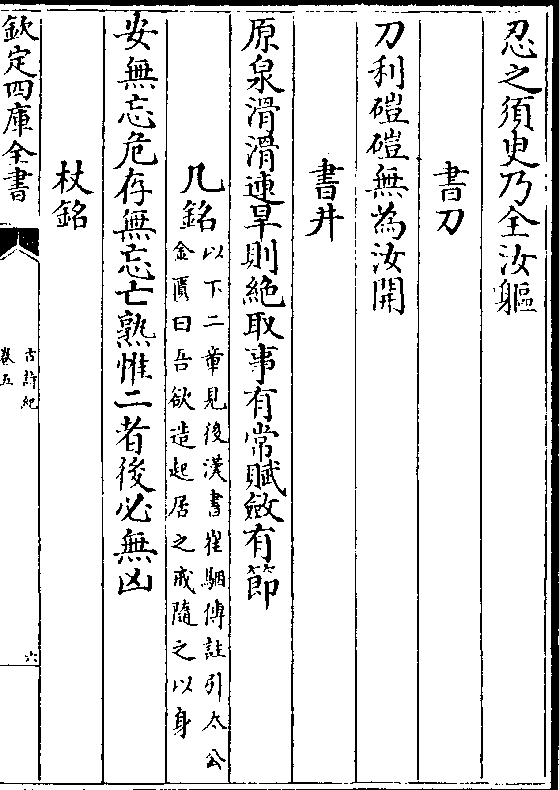 忍之須臾乃全汝軀
書刀
刀利磑磑無為汝開
書井
原泉滑滑連旱則絶取事有常賦斂有節
几銘以下二章見後漢書崔駰傳註引太公
金匱曰吾欲造起居之戒隨之以身
安無忘危存無忘亡熟惟二者後必無凶
杖銘
欽定四庫全書
古詩紀
卷五
六